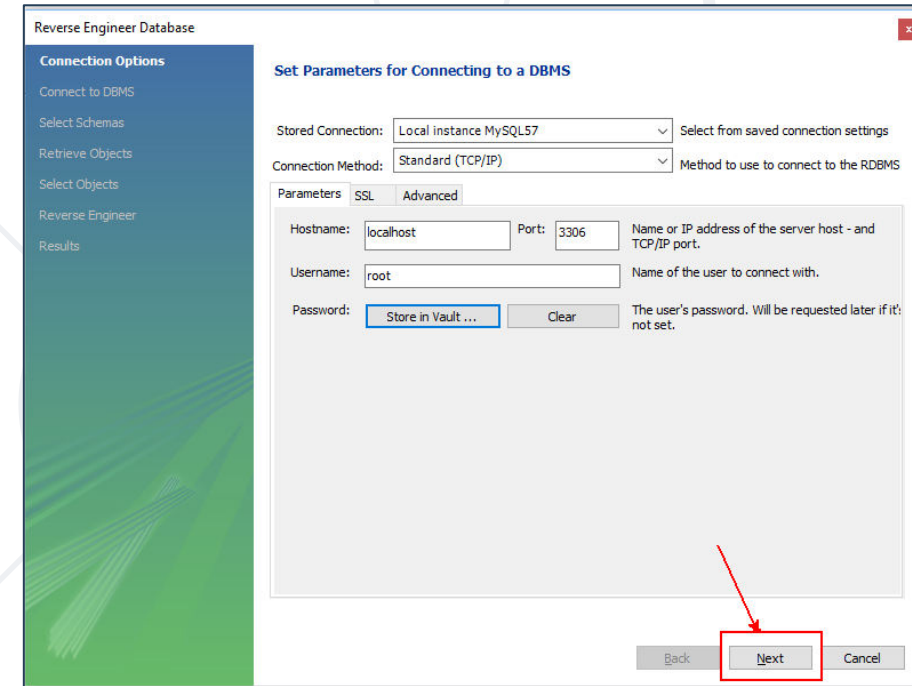 Reverse Engineer Database
x
Connection Options
Connect to DBMS
Select Schemas
Retrieve Objects
Select Objects
Reverse Engineer
Results
Set Parameters for Connecting to a DBMS
Stored Connection: Local instance MySQL57 Select from saved connection settings
Connection Method: Standard (TCP/IP) Method to use to connect to the RDBMS
Parameters SSL Advanced
Hostname: localhost Port: 3306 Name or IP address of the server host - and
TCP/IP port.
Username: root Name of the user to connect with.
Password: Store in Vault ... Clear The user's password. Will be requested later if it's
not set.
Back Next Cancel